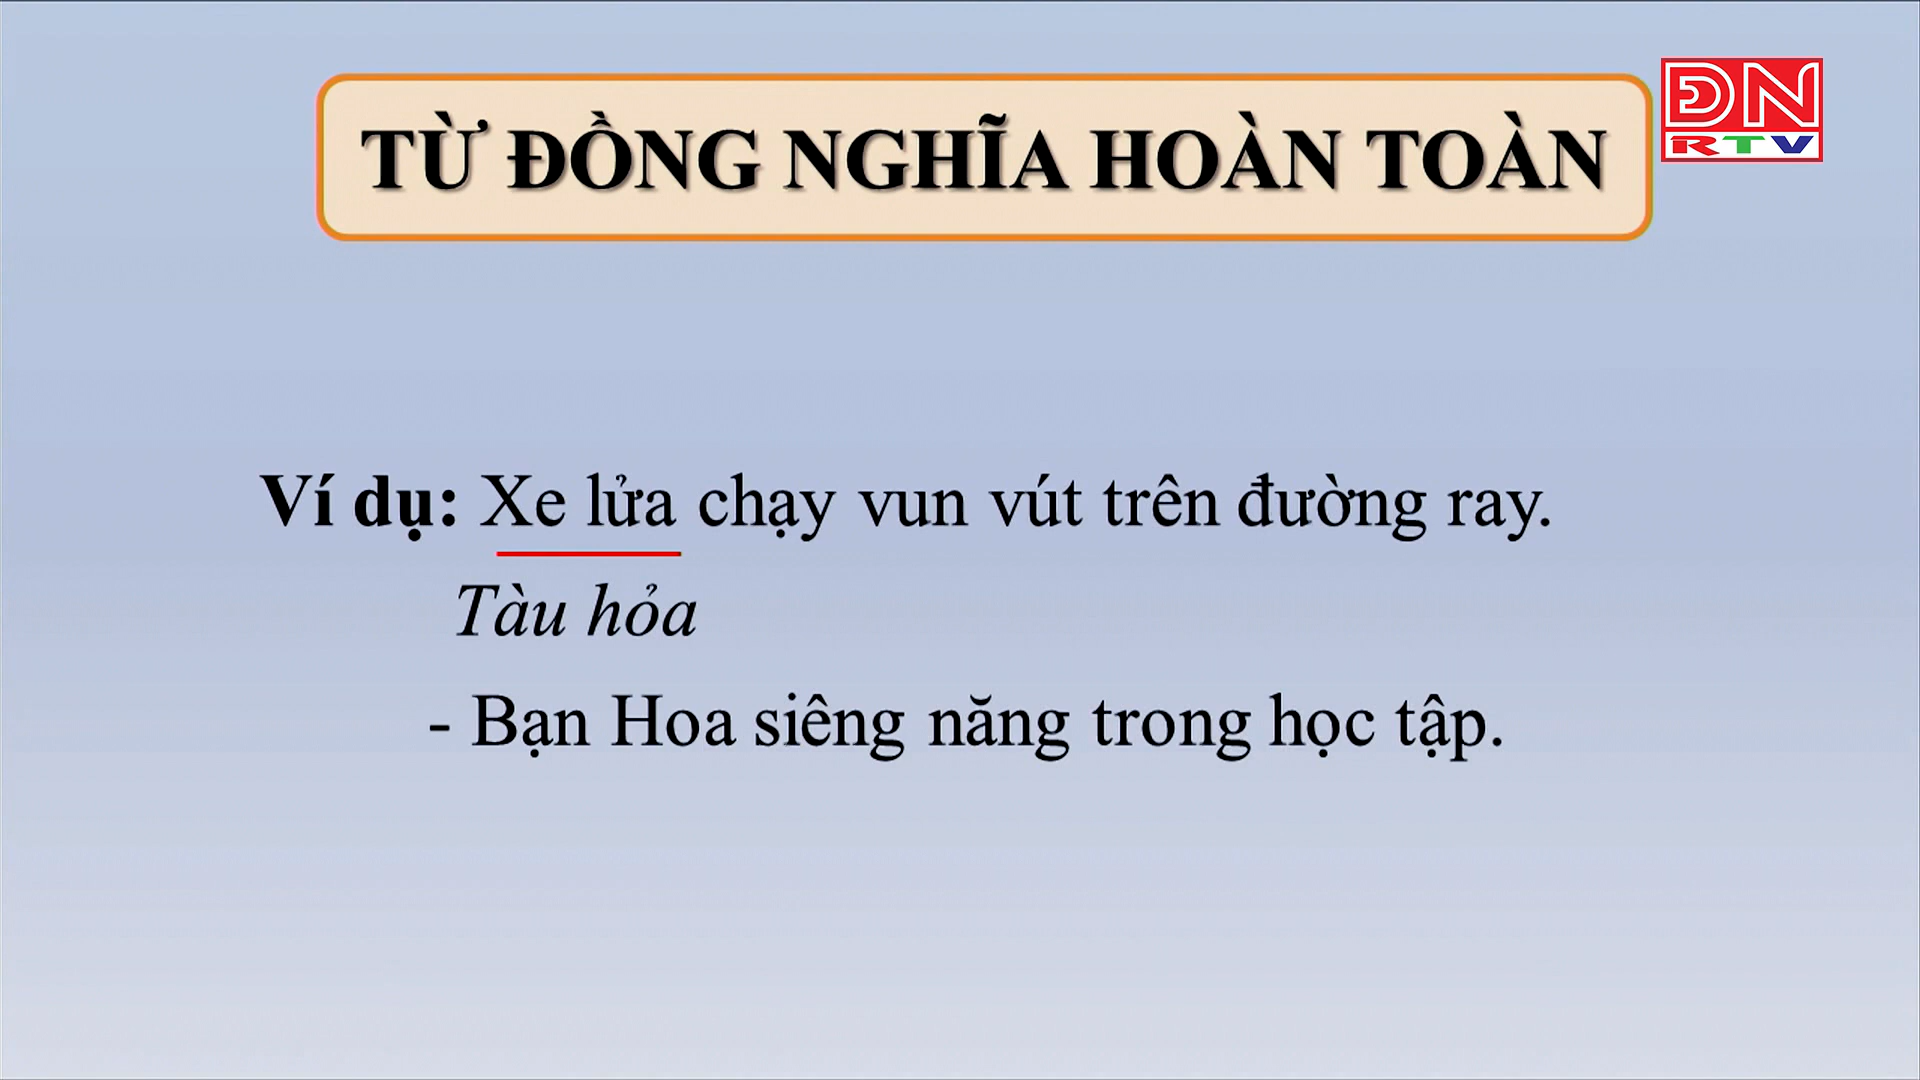 TỪ ĐỒNG NGHĨA HOÀN TOÀN
ĐN
RTV
Ví dụ: Xe lửa chạy vun vút trên đường ray.
Tàu hỏa
- Bạn Hoa siêng năng trong học tập.